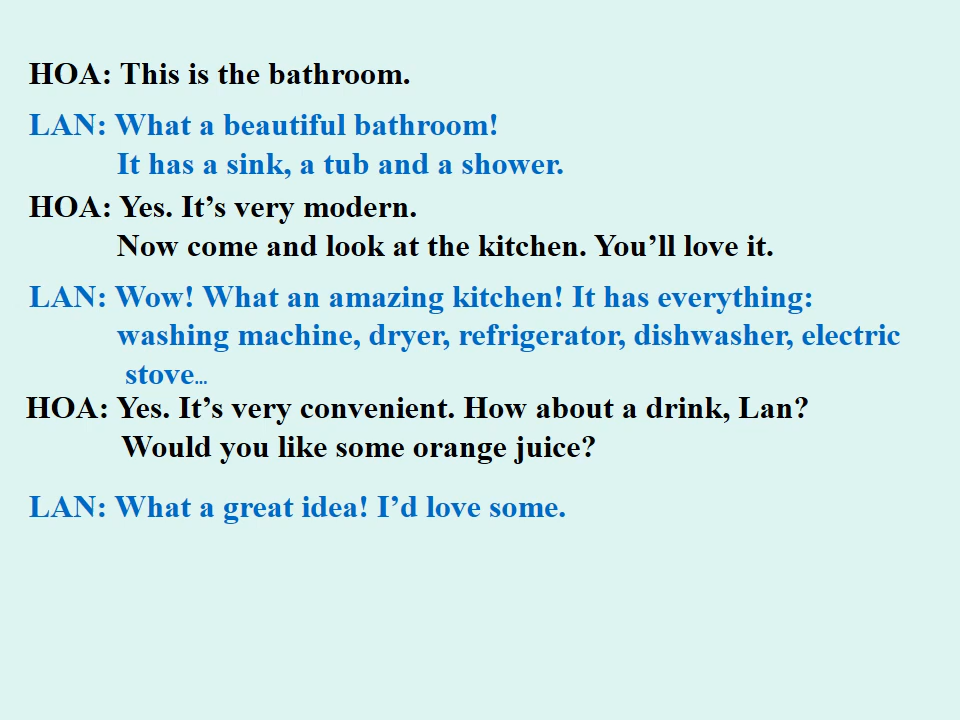 HOA: This is the bathroom.
LAN: What a beautiful bathroom!
It has a sink, a tub and a shower.
HOA: Yes. It’s very modern.
Now come and look at the kitchen. You’ll love it.
LAN: Wow! What an amazing kitchen! It has everything:
washing machine, dryer, refrigerator, dishwasher, electric
stove...
HOA: Yes. It’s very convenient. How about a drink, Lan?
Would you like some orange juice?
LAN: What a great idea! I’d love some.